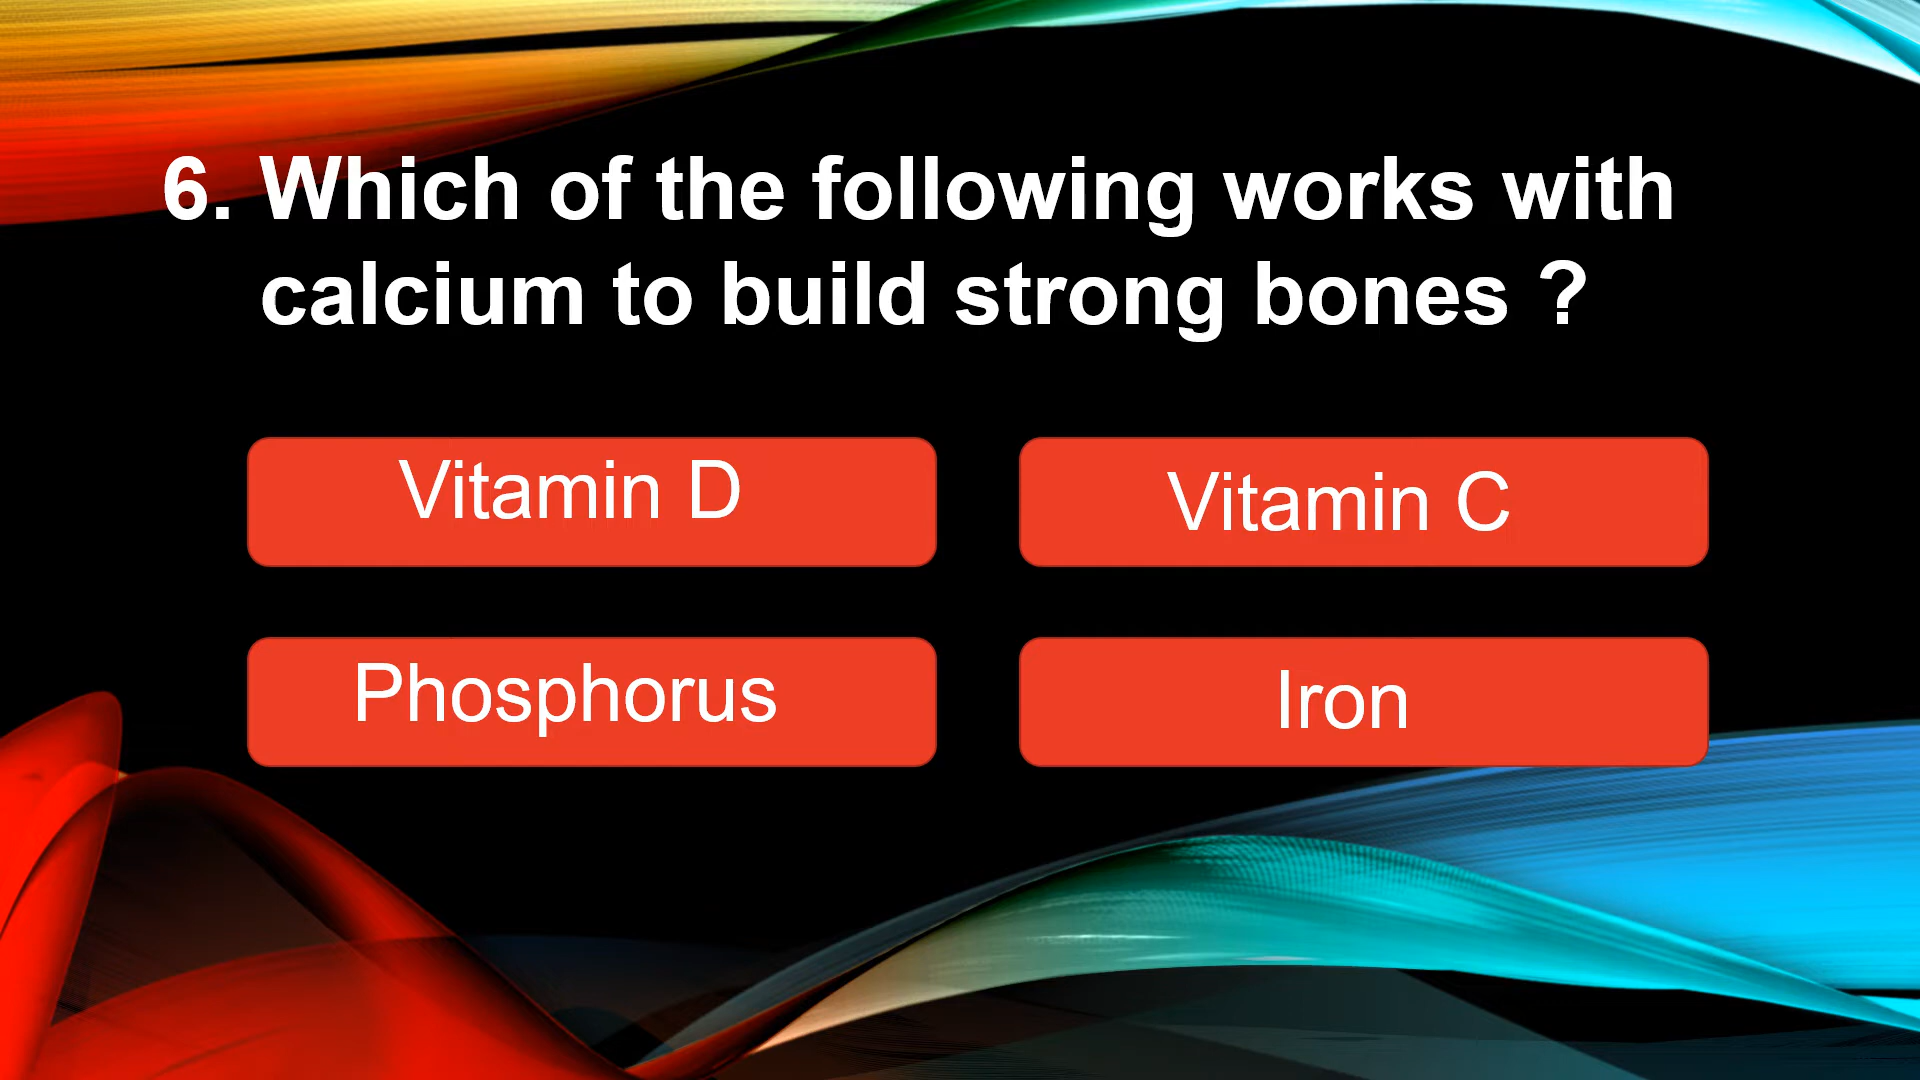 6. Which of the following works with
calcium to build strong bones ?
Vitamin D
Vitamin C
Phosphorus
Iron